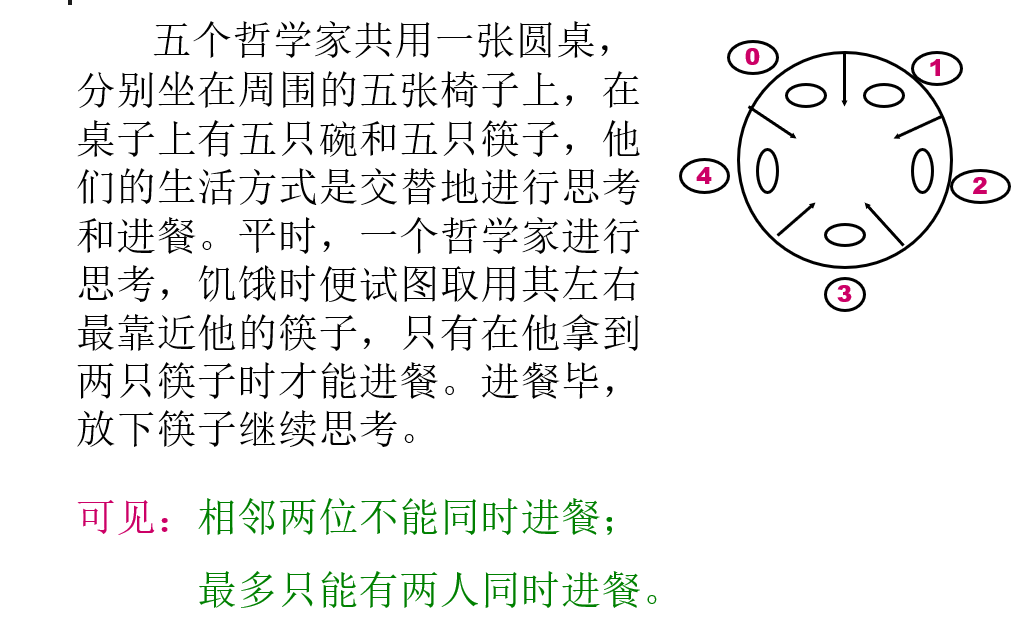 五个哲学家共用一张圆桌，
分别坐在周围的五张椅子上，在
桌子上有五只碗和五只筷子，他
们的生活方式是交替地进行思考
和进餐。平时，一个哲学家进行
思考，饥饿时便试图取用其左右
最靠近他的筷子，只有在他拿到
两只筷子时才能进餐。进餐毕，
放下筷子继续思考。
可见：相邻两位不能同时进餐；
最多只能有两人同时进餐。
0
1
4
2
3